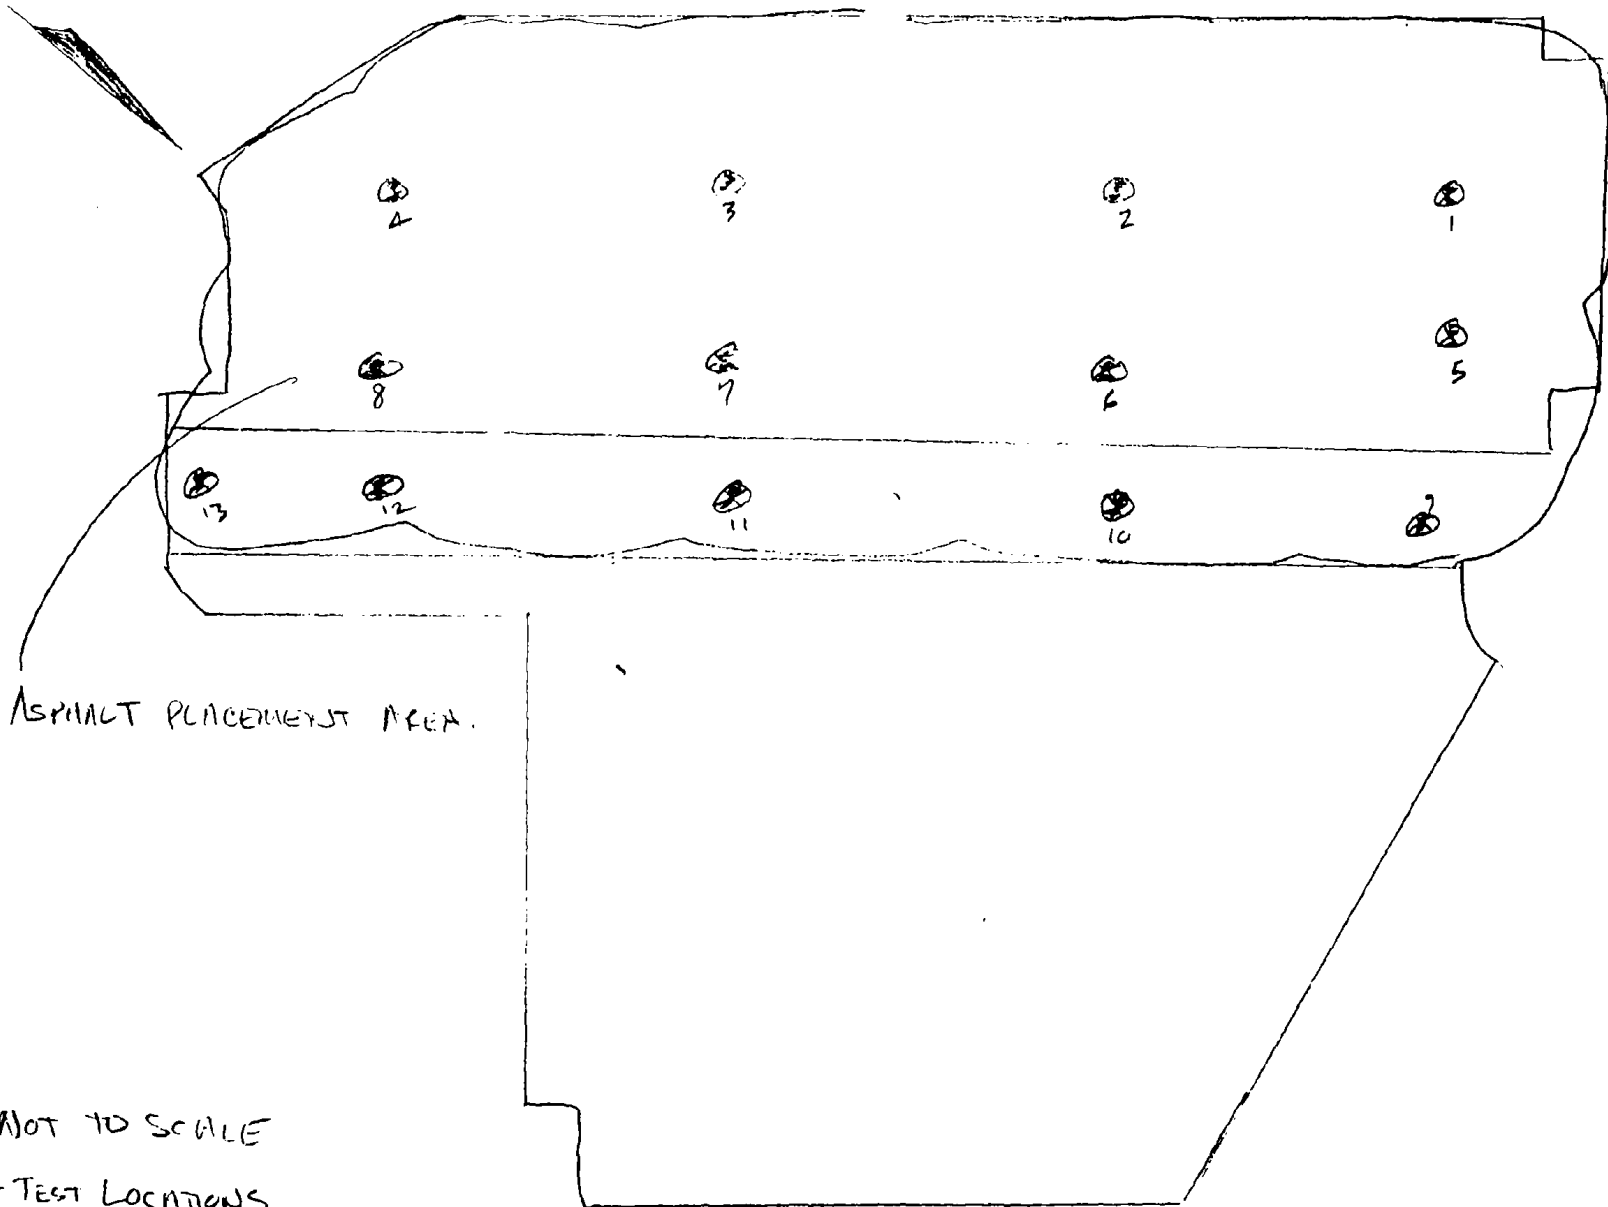 4 3 2 1
5
8 7 6
13 12 11 10 9
ASPHALT PLACEMENT AREA.
NOT TO SCALE
- TEST LOCATIONS